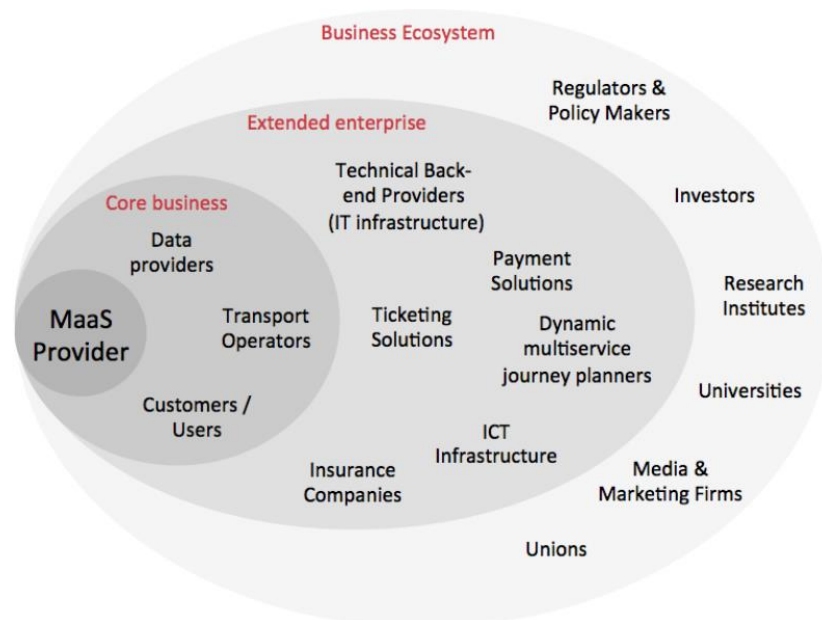 Business Ecosystem
Regulators &
Policy Makers
Extended enterprise
Technical Back-
end Providers
(IT infrastructure)
Investors
Core business
Data
providers
Payment
Solutions
Research
Institutes
MaaS
Provider
Transport
Operators
Ticketing
Solutions
Dynamic
multiservice
journey planners
Universities
Customers /
Users
ICT
Infrastructure
Insurance
Companies
Media &
Marketing Firms
Unions